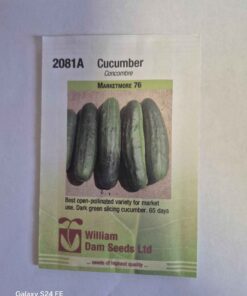 2081A Cucumber
Concombre
MARKETMORE 76
Best open-pollinated variety for market
use. Dark green slicing cucumber. 65 days
William
Dam Seeds Ltd
... seeds of highest quality ...
Galaxy S24 FE